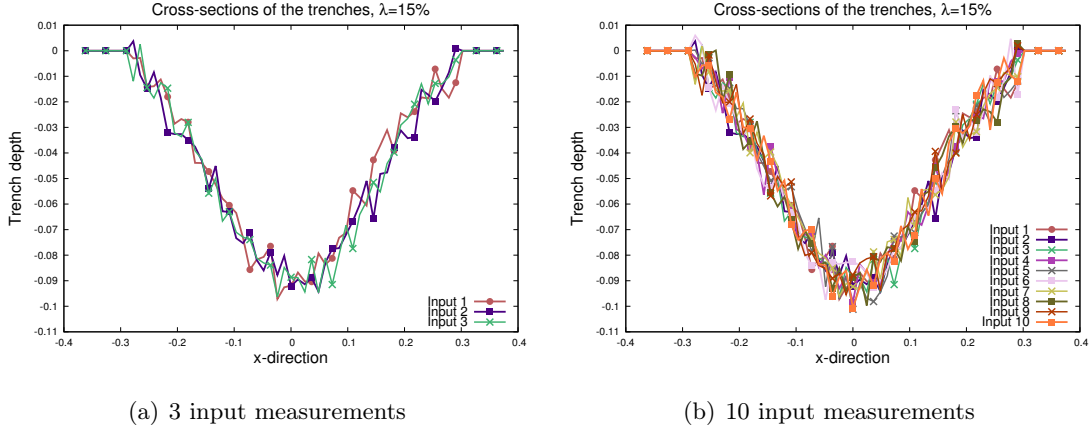 Cross-sections of the trenches, λ=15%
0.01
0
-0.01
-0.02
-0.03
-0.04
-0.05
-0.06
-0.07
-0.08
-0.09
-0.1
-0.11
Trench depth
Input 1
Input 2
Input 3
-0.4
-0.3
-0.2
-0.1
0
0.1
0.2
0.3
0.4
x-direction
(a) 3 input measurements
Cross-sections of the trenches, λ=15%
0.01
0
-0.01
-0.02
-0.03
-0.04
-0.05
-0.06
-0.07
-0.08
-0.09
-0.1
-0.11
Trench depth
Input 1
Input 2
Input 3
Input 4
Input 5
Input 6
Input 7
Input 8
Input 9
Input 10
-0.4
-0.3
-0.2
-0.1
0
0.1
0.2
0.3
0.4
x-direction
(b) 10 input measurements